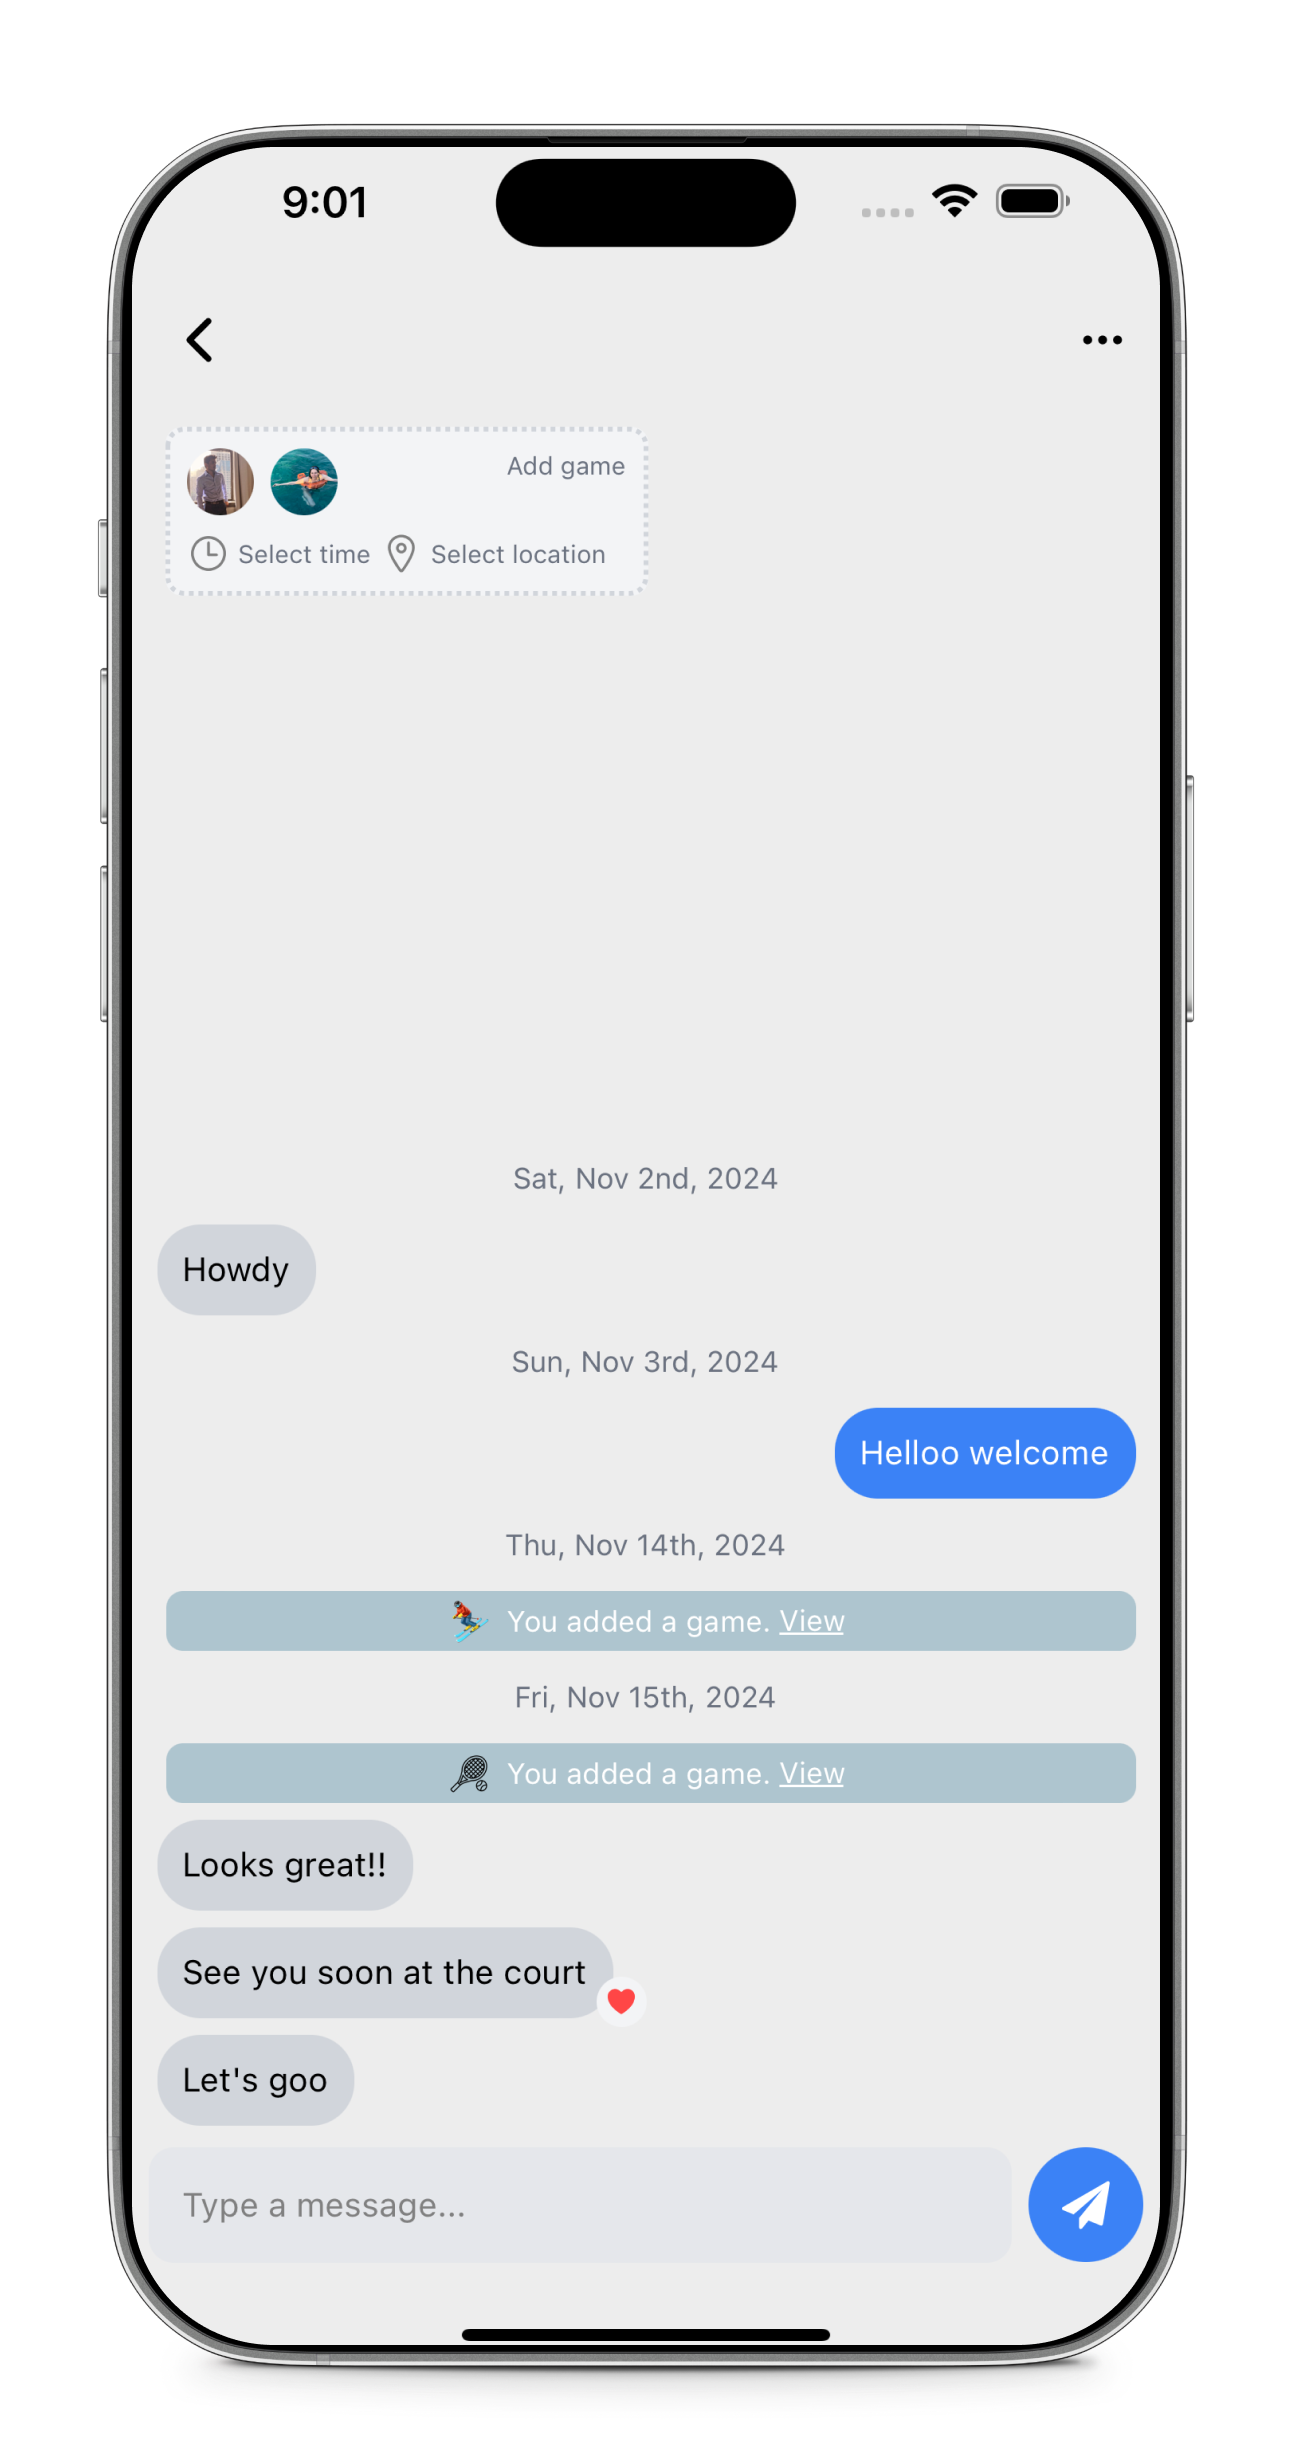 9:01
Add game
Select time Select location
Sat, Nov 2nd, 2024
Howdy
Sun, Nov 3rd, 2024
Helloo welcome
Thu, Nov 14th, 2024
You added a game. View
Fri, Nov 15th, 2024
You added a game. View
Looks great!!
See you soon at the court
Let's goo
Type a message...